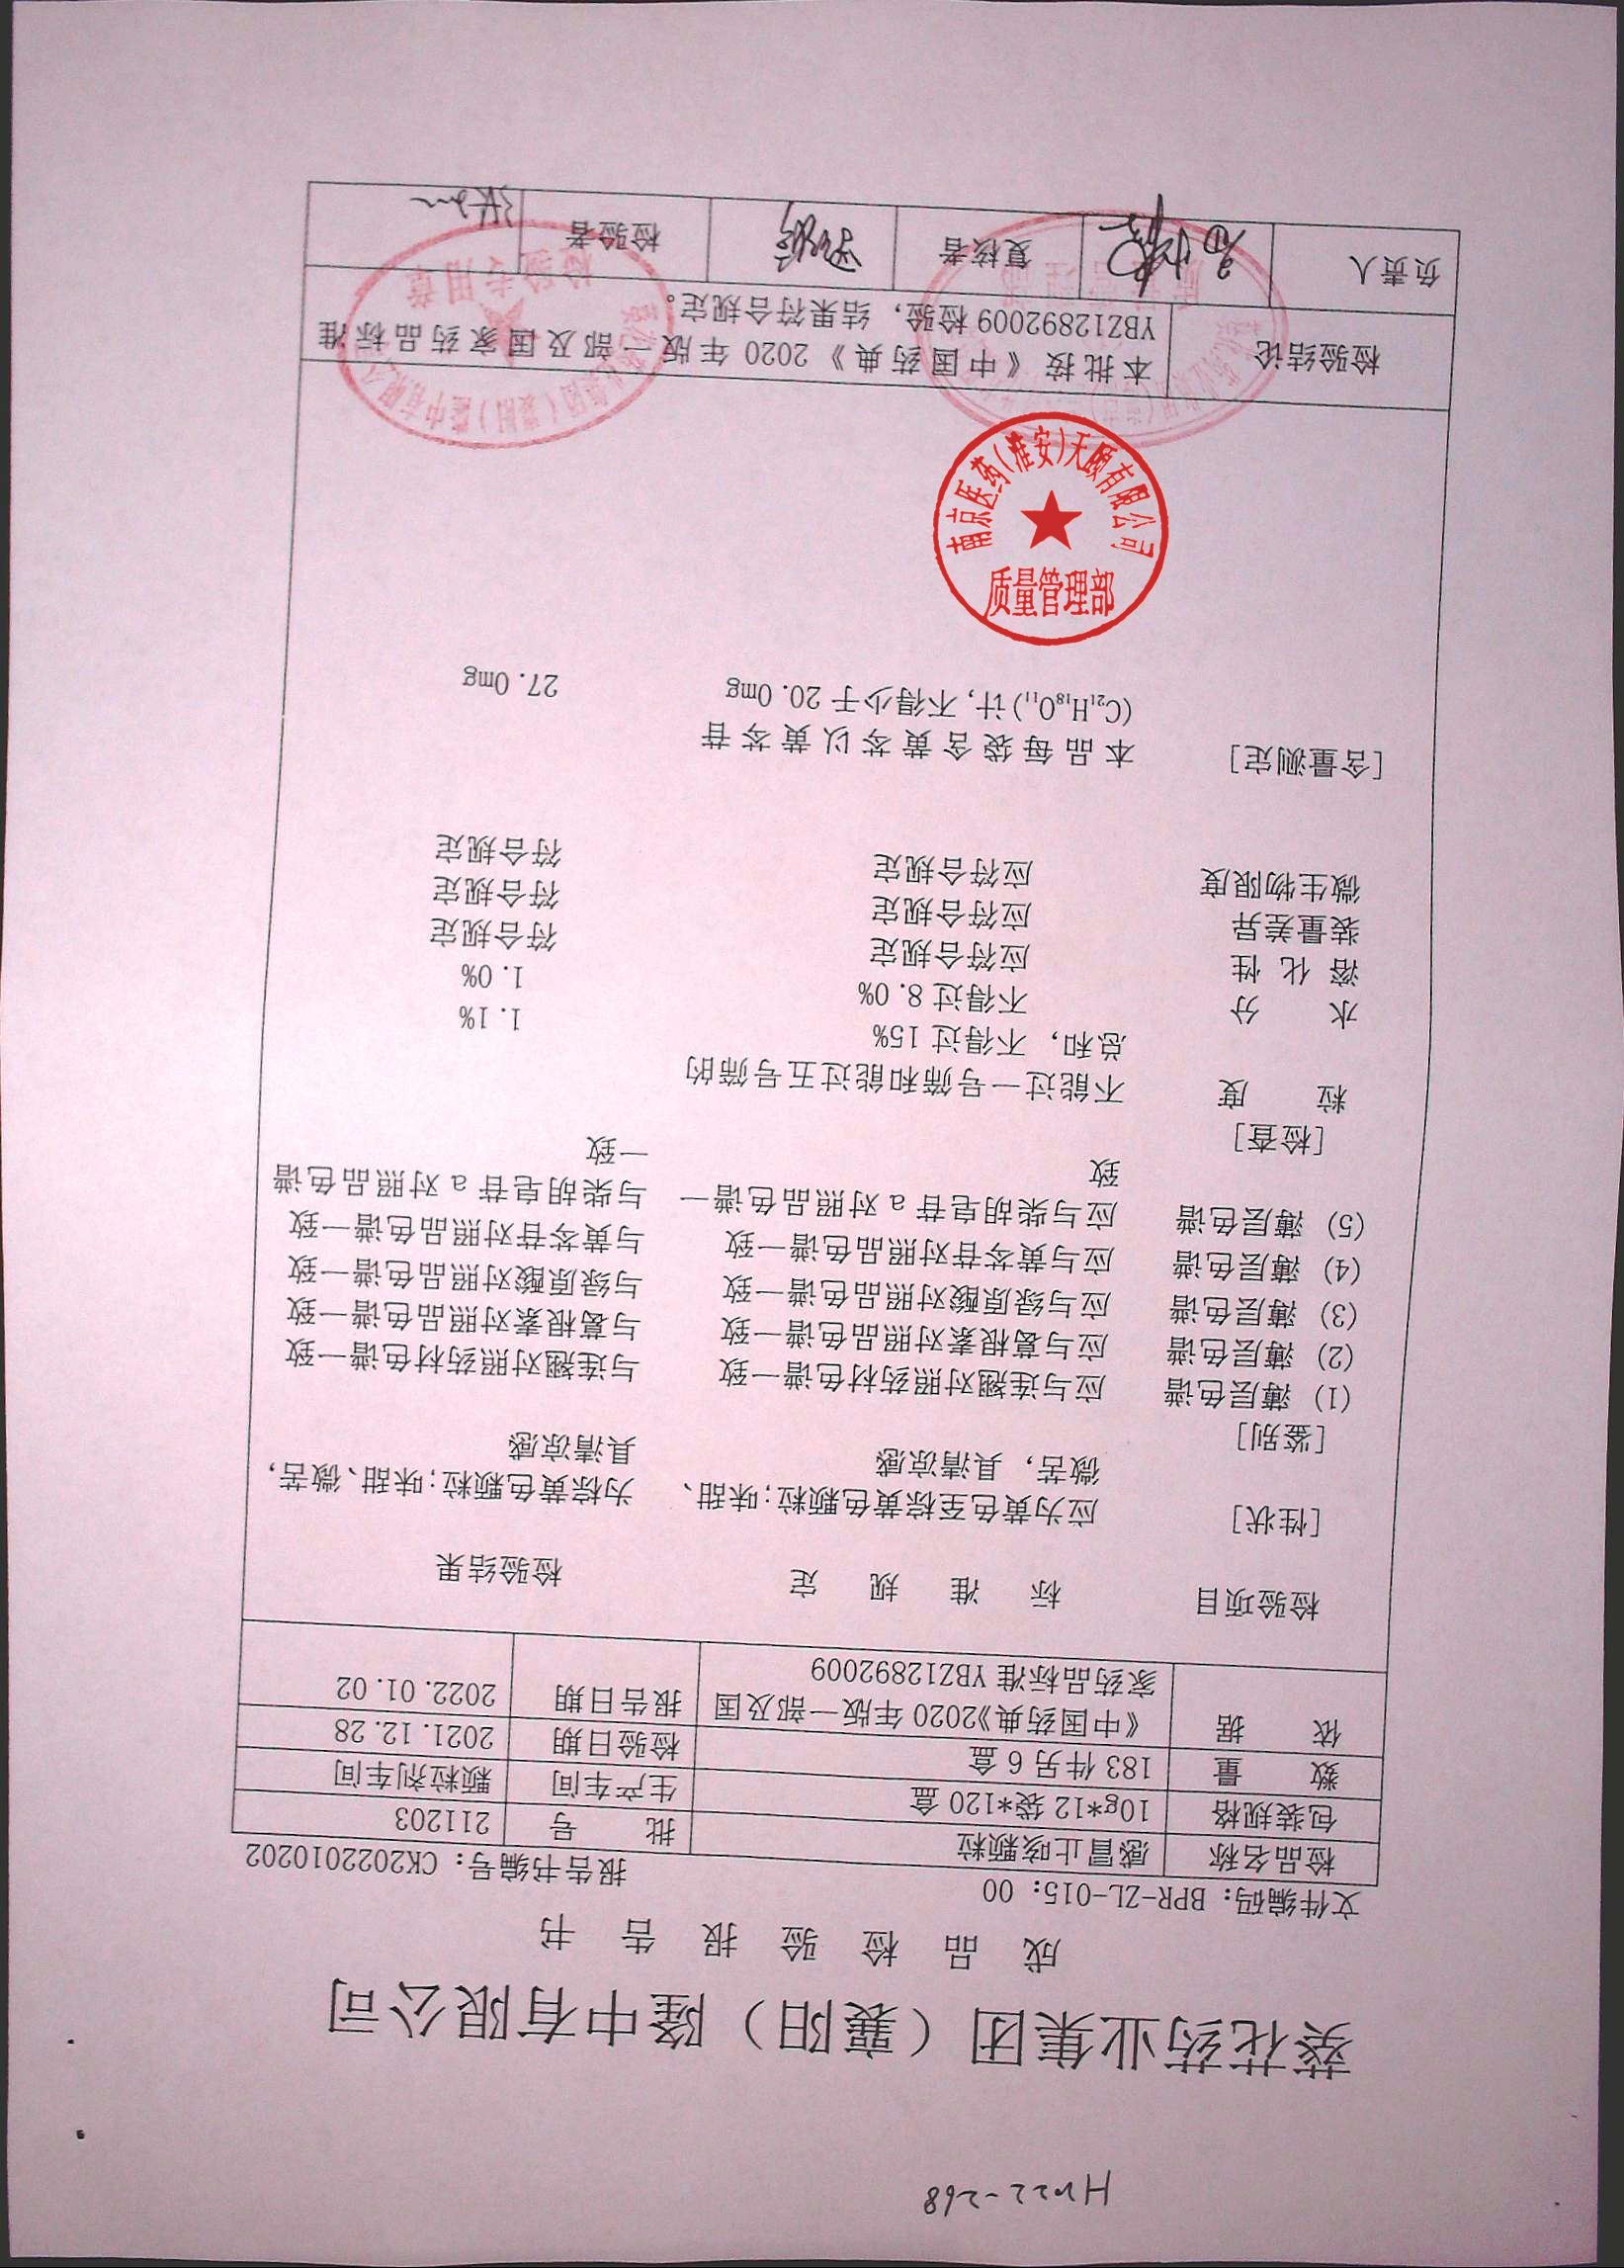 HN22-268
葵花药业集团（襄阳）隆中有限公司
成品检验报告书
文件编码：BPR-ZL-015：00 报告书编号：CK2022010202
检品名称 感冒止咳颗粒 批号 211203
包装规格 10g*12袋*120盒 生产车间 颗粒剂车间
数量 183件另6盒 检验日期 2021.12.28
依据 《中国药典》2020年版一部及国 报告日期 2022.01.02
家药品标准YBZ12892009
检验项目 标准规定 检验结果
[性状] 应为黄色至棕黄色颗粒；味甜、 为棕黄色颗粒；味甜、微苦，
微苦，具清凉感 具清凉感
[鉴别]
(1) 薄层色谱 应与连翘对照药材色谱一致 与连翘对照药材色谱一致
(2) 薄层色谱 应与葛根素对照品色谱一致 与葛根素对照品色谱一致
(3) 薄层色谱 应与绿原酸对照品色谱一致 与绿原酸对照品色谱一致
(4) 薄层色谱 应与黄芩苷对照品色谱一致 与黄芩苷对照品色谱一致
(5) 薄层色谱 应与柴胡皂苷a对照品色谱一 与柴胡皂苷a对照品色谱
致 一致
[检查]
粒度 不能过一号筛和能过五号筛的
总和，不得过15% 1.1%
水分 不得过8.0% 1.0%
溶化性 应符合规定 符合规定
装量差异 应符合规定 符合规定
微生物限度 应符合规定 符合规定
[含量测定] 本品每袋含黄芩以黄芩苷
(C₂₁H₁₈O₁₁)计，不得少于20.0mg 27.0mg
南京医药(淮安)天颐有限公司
质量管理部
检验结论 本批按《中国药典》2020年版一部及国家药品标准
YBZ12892009检验，结果符合规定。
负责人 复核者 检验者
检验专用章